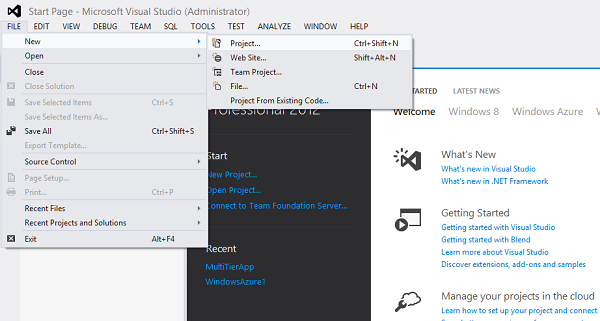 Start Page - Microsoft Visual Studio (Administrator)
FILE EDIT VIEW DEBUG TEAM SQL TOOLS TEST ANALYZE WINDOW HELP
New
Open
Close
Close Solution
Save Selected Items Ctrl+S
Save Selected Items As...
Save All Ctrl+Shift+S
Export Template...
Source Control
Page Setup...
Print... Ctrl+P
Recent Files
Recent Projects and Solutions
Exit Alt+F4
Project... Ctrl+Shift+N
Web Site... Shift+Alt+N
Team Project...
File... Ctrl+N
Project From Existing Code...
2012
Start
New Project...
Open Project...
Connect to Team Foundation Server...
Recent
MultiTierApp
WindowsAzure1
STARTED LATEST NEWS
Welcome Windows 8 Windows Azure
What's New
What's new in Visual Studio
What's new in .NET Framework
Getting Started
Getting started with Visual Studio
Getting started with Blend
Learn more about Visual Studio
Discover extensions, add-ons and samples
Manage your projects in the cloud
Learn how to set up your project and connect